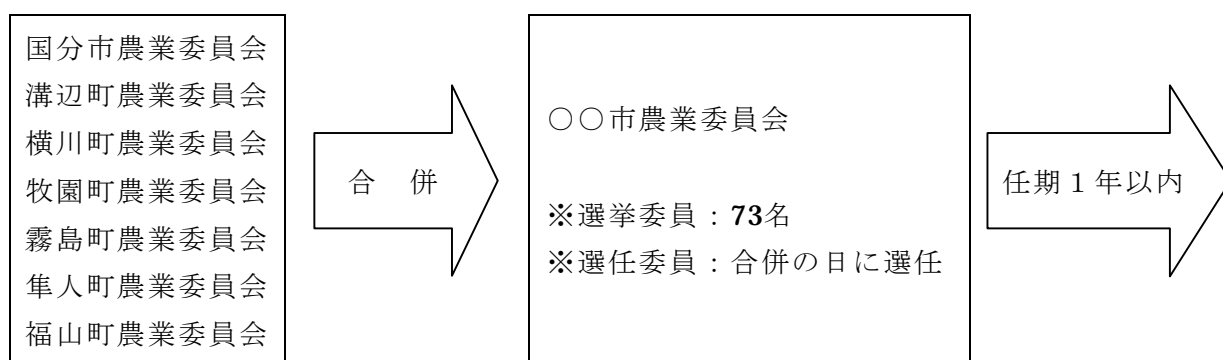 国分市農業委員会
溝辺町農業委員会
横川町農業委員会
牧園町農業委員会
霧島町農業委員会
隼人町農業委員会
福山町農業委員会
合　併
○○市農業委員会
※選挙委員：73名
※選任委員：合併の日に選任
任期１年以内